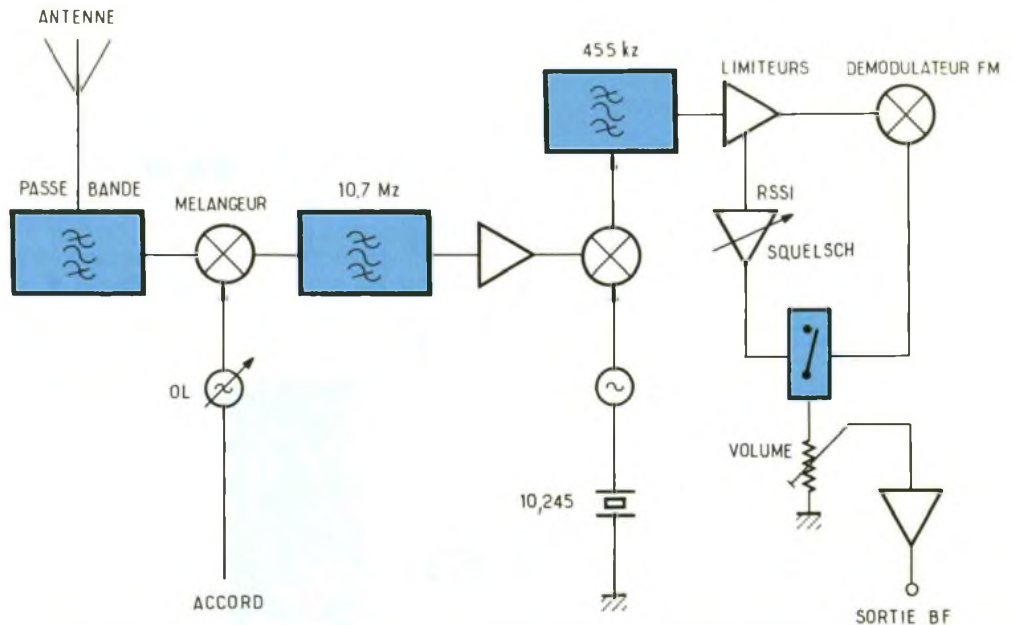 ANTENNE
PASSE BANDE
MELANGEUR
OL
ACCORD
10,7 Mz
455 kz
10,245
LIMITEURS
DEMODULATEUR FM
RSSI
SQUELSCH
VOLUME
SORTIE BF